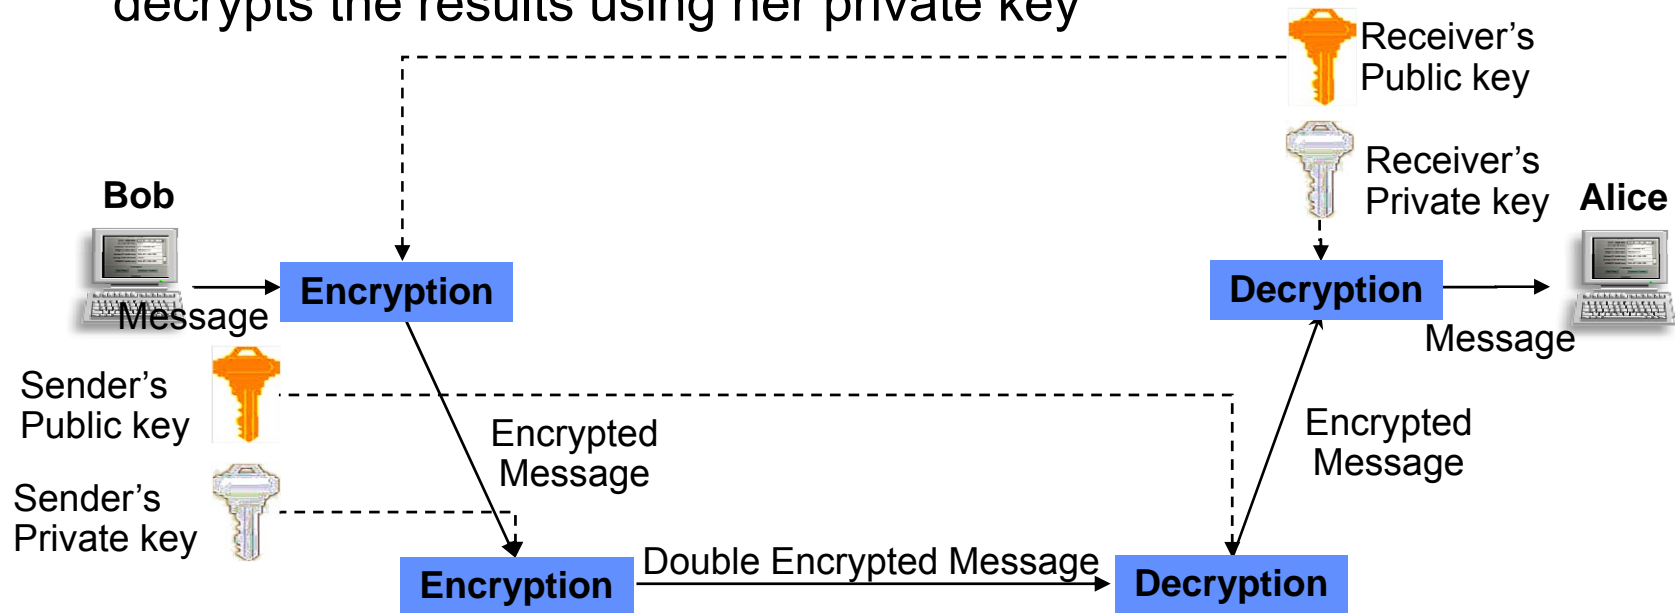 decrypts the results using her private key
Receiver's
Public key
Receiver's
Private key
Bob
Alice
Encryption
Decryption
Message
Message
Sender's
Public key
Encrypted
Message
Encrypted
Message
Sender's
Private key
Encryption
Double Encrypted Message
Decryption